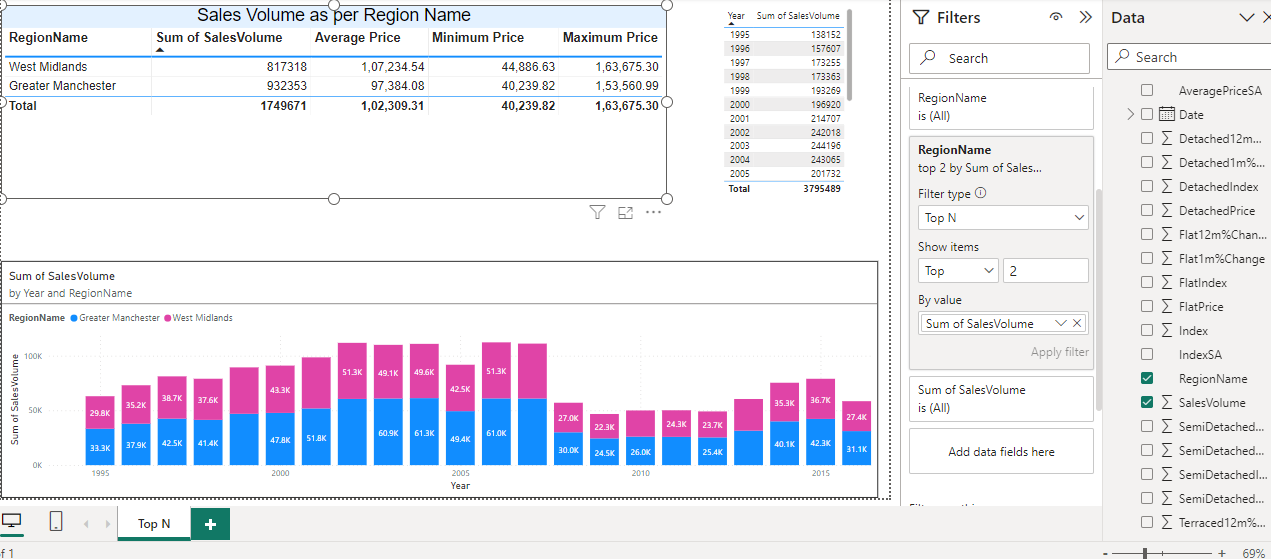 Sales Volume as per Region Name
RegionName Sum of SalesVolume Average Price Minimum Price Maximum Price
West Midlands 817318 1,07,234.54 44,886.63 1,63,675.30
Greater Manchester 932353 97,384.08 40,239.82 1,53,560.99
Total 1749671 1,02,309.31 40,239.82 1,63,675.30
Year Sum of SalesVolume
1995 138152
1996 157607
1997 173255
1998 173363
1999 193269
2000 196920
2001 214707
2002 242018
2003 244196
2004 243065
2005 201732
Total 3795489
Sum of SalesVolume
by Year and RegionName
RegionName Greater Manchester West Midlands
Sum of SalesVolume
100K
50K
0K
29.8K 35.2K 38.7K 37.6K 43.3K 51.3K 49.1K 49.6K 42.5K 51.3K 27.0K 22.3K 24.3K 23.7K 35.3K 36.7K 27.4K
33.3K 37.9K 42.5K 41.4K 47.8K 51.8K 60.9K 61.3K 49.4K 61.0K 30.0K 24.5K 26.0K 25.4K 40.1K 42.3K 31.1K
1995 2000 2005 2010 2015
Year
Top N
+
of 1
Filters
Search
RegionName
is (All)
RegionName
top 2 by Sum of Sales...
Filter type
Top N
Show items
Top 2
By value
Sum of SalesVolume
Apply filter
Sum of SalesVolume
is (All)
Add data fields here
Data
Search
AveragePriceSA
Date
Detached12m...
Detached1m%...
DetachedIndex
DetachedPrice
Flat12m%Chan...
Flat1m%Change
FlatIndex
FlatPrice
Index
IndexSA
RegionName
SalesVolume
SemiDetached...
SemiDetached...
SemiDetachedI...
SemiDetached...
Terraced12m%...
- + 69%